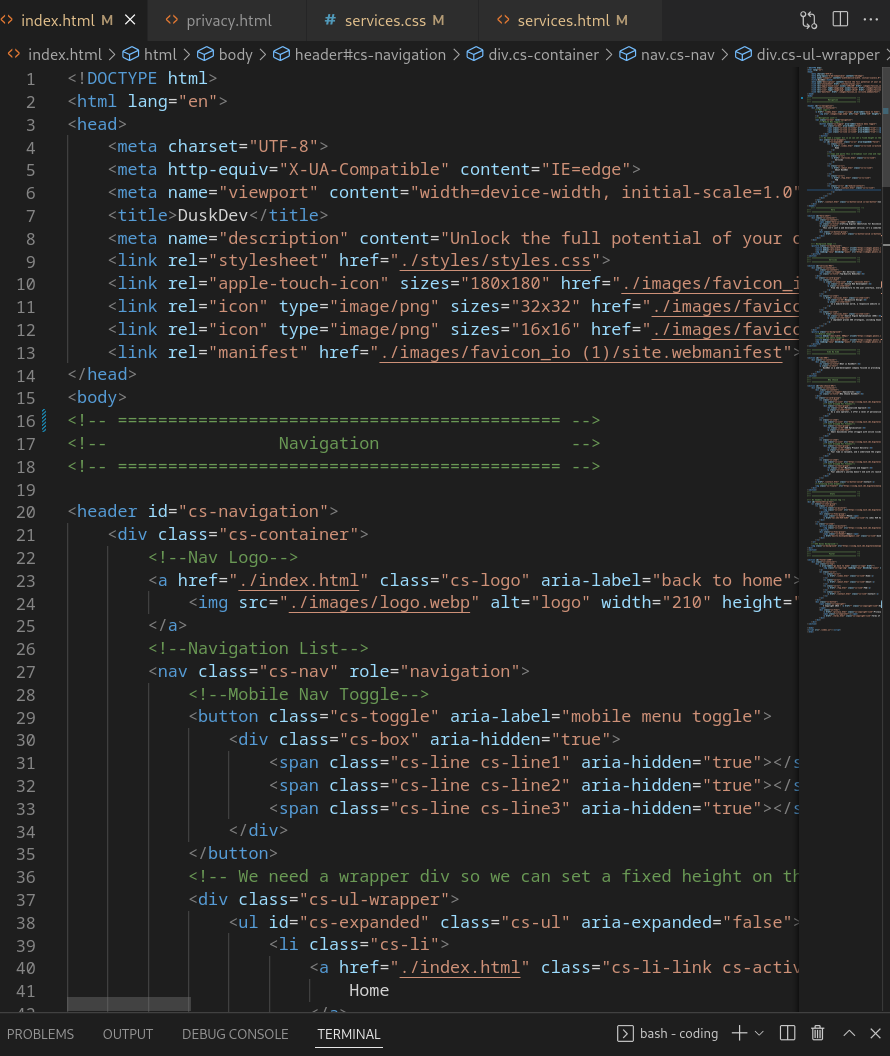 index.html M
privacy.html
# services.css M
services.html M
index.html > html > body > header#cs-navigation > div.cs-container > nav.cs-nav > div.cs-ul-wrapper >
1 <!DOCTYPE html>
2 <html lang="en">
3 <head>
4 <meta charset="UTF-8">
5 <meta http-equiv="X-UA-Compatible" content="IE=edge">
6 <meta name="viewport" content="width=device-width, initial-scale=1.0"
7 <title>DuskDev</title>
8 <meta name="description" content="Unlock the full potential of your
9 <link rel="stylesheet" href="./styles/styles.css">
10 <link rel="apple-touch-icon" sizes="180x180" href="./images/favicon_i
11 <link rel="icon" type="image/png" sizes="32x32" href="./images/favico
12 <link rel="icon" type="image/png" sizes="16x16" href="./images/favico
13 <link rel="manifest" href="./images/favicon_io (1)/site.webmanifest">
14 </head>
15 <body>
16 <!-- ============================================ -->
17 <!-- Navigation -->
18 <!-- ============================================ -->
19
20 <header id="cs-navigation">
21 <div class="cs-container">
22 <!--Nav Logo-->
23 <a href="./index.html" class="cs-logo" aria-label="back to home">
24 <img src="./images/logo.webp" alt="logo" width="210" height="
25 </a>
26 <!--Navigation List-->
27 <nav class="cs-nav" role="navigation">
28 <!--Mobile Nav Toggle-->
29 <button class="cs-toggle" aria-label="mobile menu toggle">
30 <div class="cs-box" aria-hidden="true">
31 <span class="cs-line cs-line1" aria-hidden="true"></s
32 <span class="cs-line cs-line2" aria-hidden="true"></s
33 <span class="cs-line cs-line3" aria-hidden="true"></s
34 </div>
35 </button>
36 <!-- We need a wrapper div so we can set a fixed height on th
37 <div class="cs-ul-wrapper">
38 <ul id="cs-expanded" class="cs-ul" aria-expanded="false">
39 <li class="cs-li">
40 <a href="./index.html" class="cs-li-link cs-activ
41 Home
42 </a>
PROBLEMS OUTPUT DEBUG CONSOLE TERMINAL bash - coding